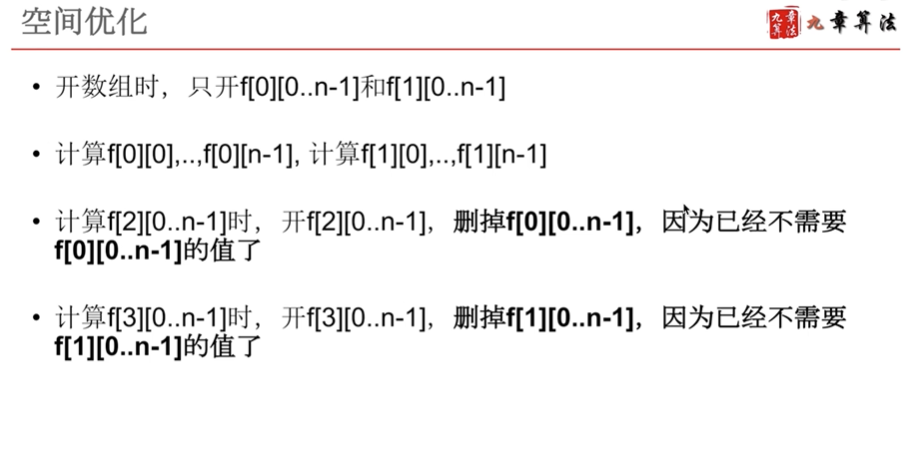 空间优化
九章算法 九章算法
• 开数组时，只开f[0][0..n-1]和f[1][0..n-1]
• 计算f[0][0],..,f[0][n-1], 计算f[1][0],..,f[1][n-1]
• 计算f[2][0..n-1]时，开f[2][0..n-1]，删掉f[0][0..n-1]，因为已经不需要
f[0][0..n-1]的值了
• 计算f[3][0..n-1]时，开f[3][0..n-1]，删掉f[1][0..n-1]，因为已经不需要
f[1][0..n-1]的值了